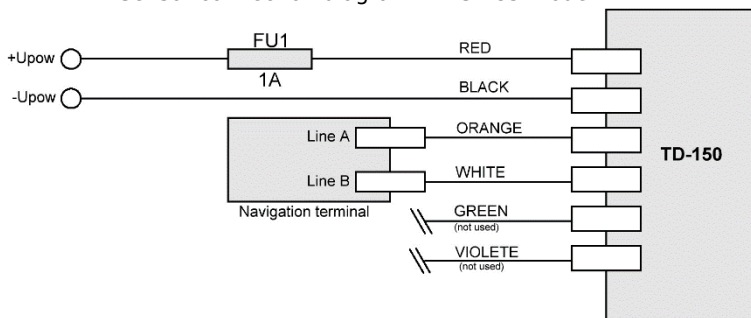 FU1
RED
+Upow
1A
BLACK
-Upow
Line A
ORANGE
TD-150
Line B
WHITE
Navigation terminal
GREEN
(not used)
VIOLETE
(not used)